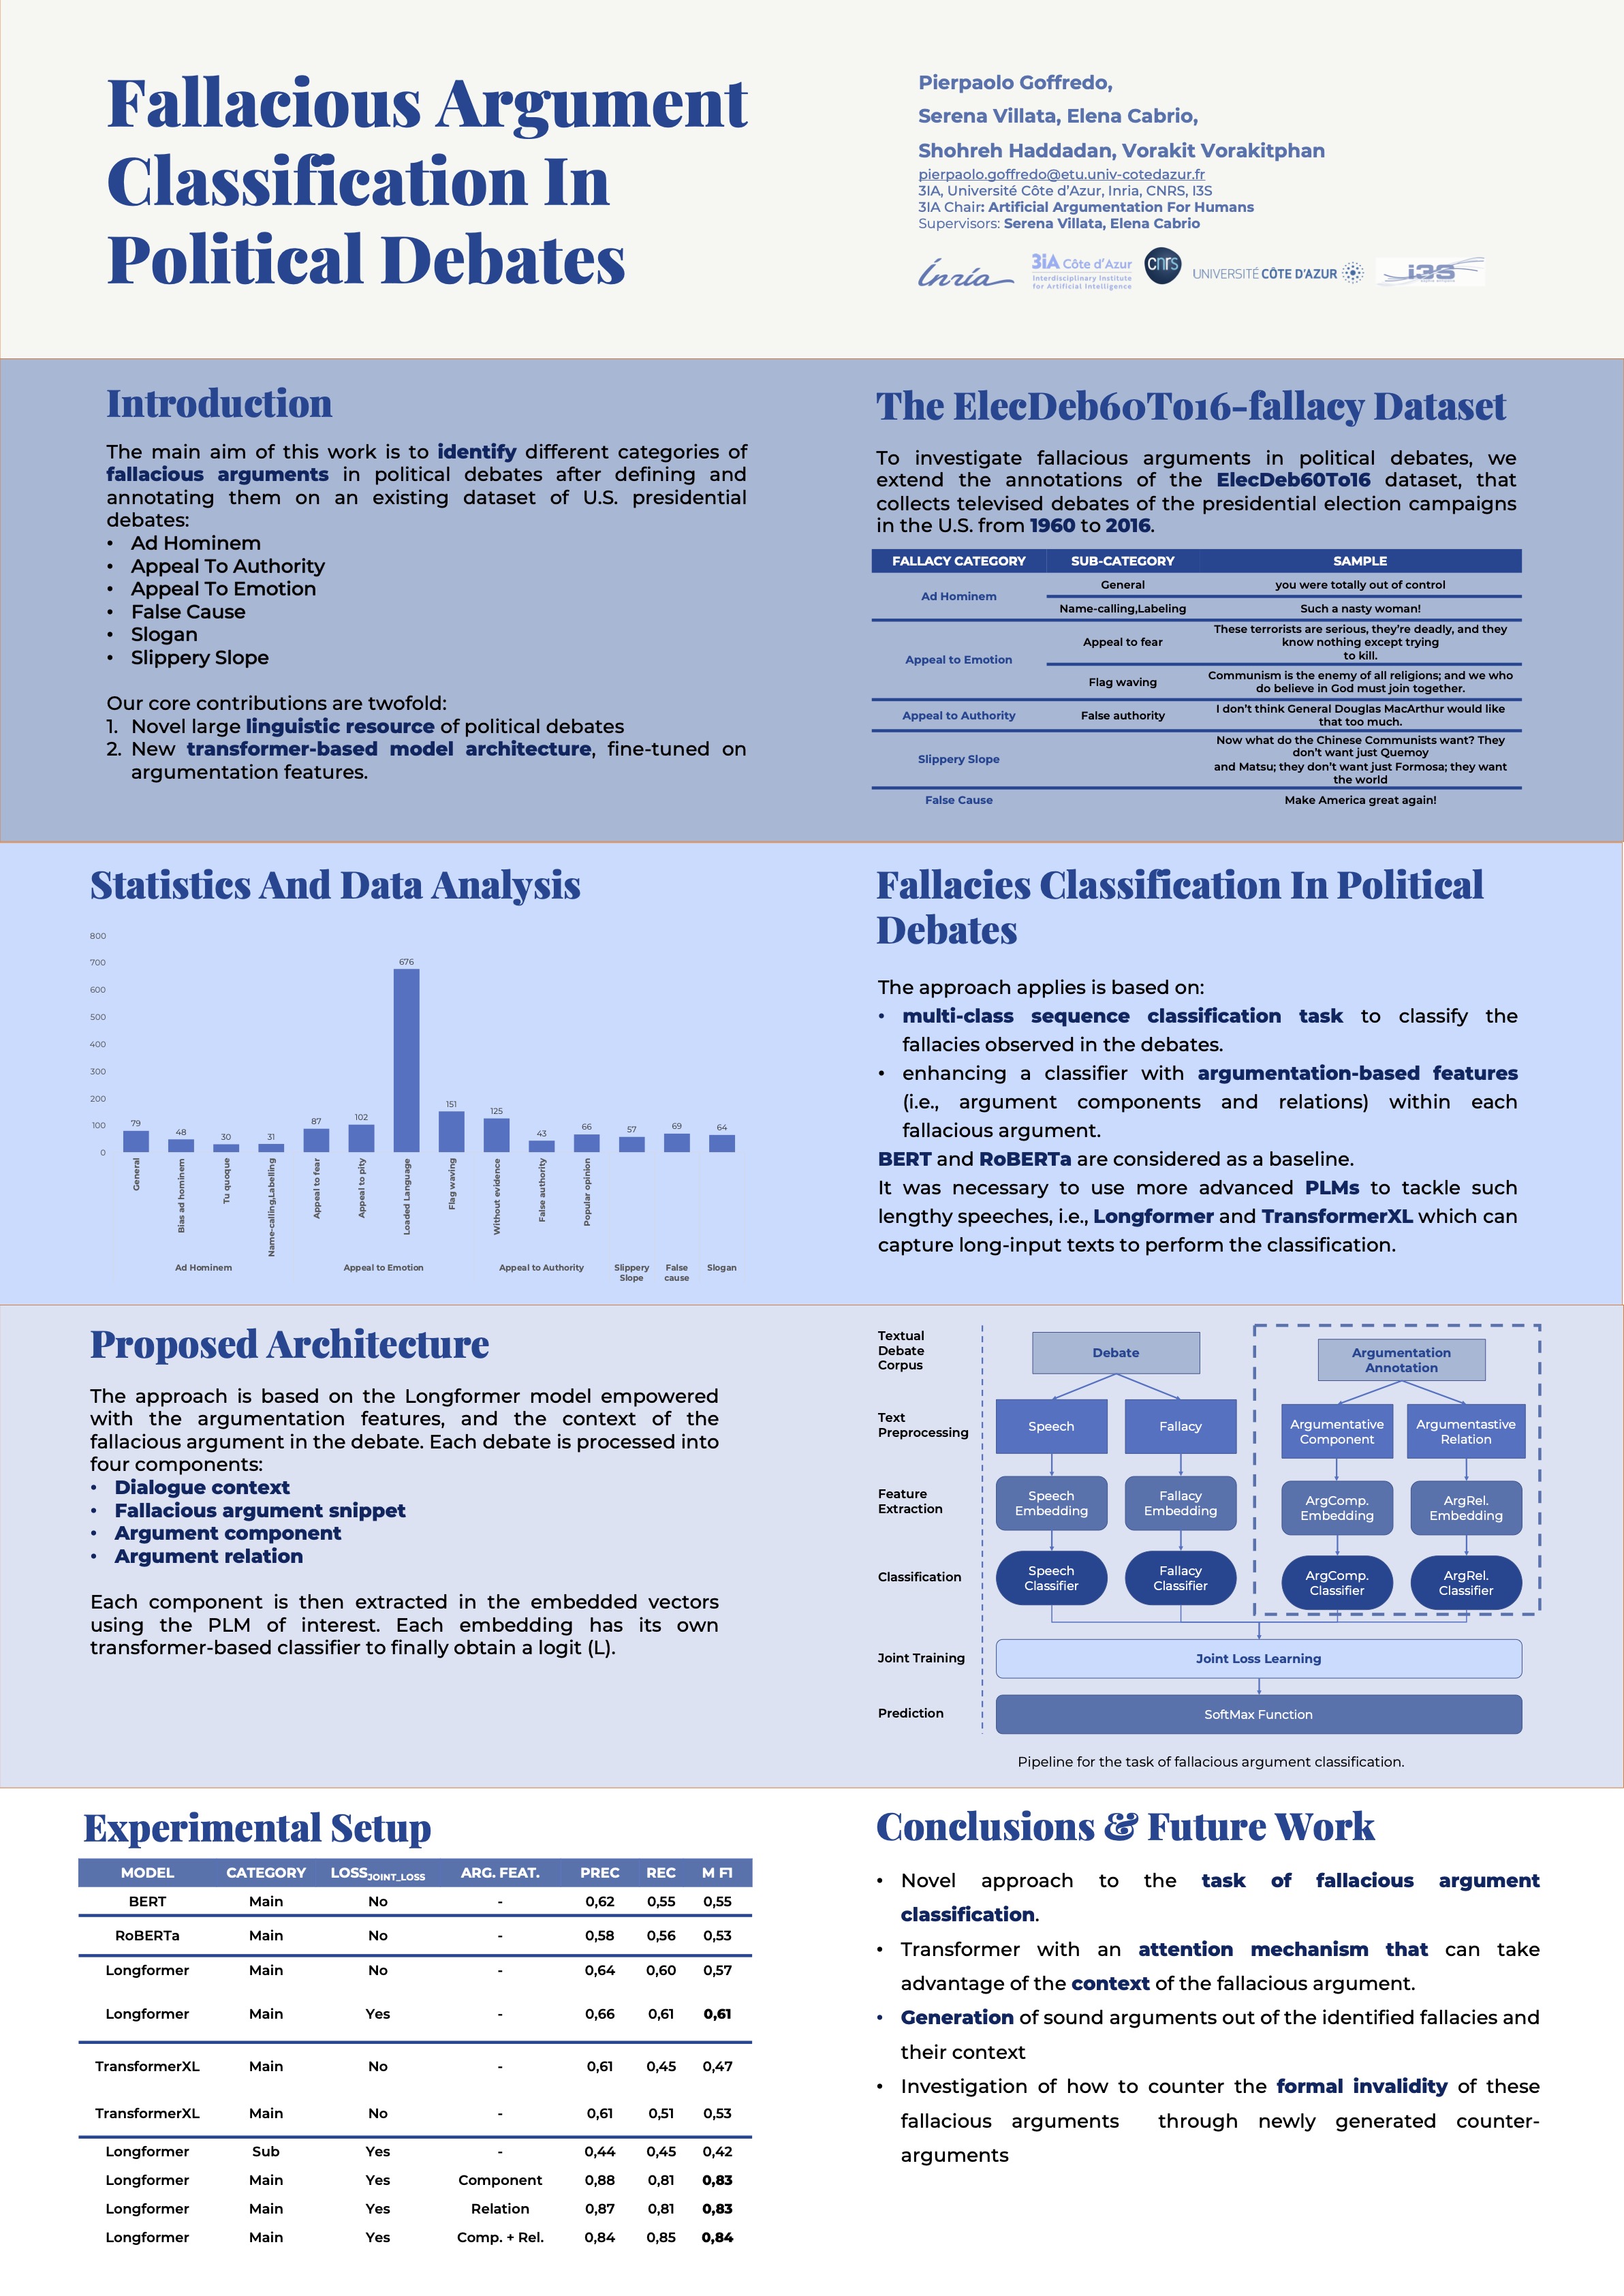 Fallacious Argument
Classification In
Political Debates
Pierpaolo Goffredo,
Serena Villata, Elena Cabrio,
Shohreh Haddadan, Vorakit Vorakitphan
pierpaolo.goffredo@etu.univ-cotedazur.fr
3IA, Université Côte d'Azur, Inria, CNRS, I3S
3IA Chair: Artificial Argumentation For Humans
Supervisors: Serena Villata, Elena Cabrio
Inria
3iA Côte d'Azur
Interdisciplinary Institute
for Artificial Intelligence
cnrs
UNIVERSITÉ CÔTE D'AZUR
i3S
Introduction
The main aim of this work is to identify different categories of
fallacious arguments in political debates after defining and
annotating them on an existing dataset of U.S. presidential
debates:
• Ad Hominem
• Appeal To Authority
• Appeal To Emotion
• False Cause
• Slogan
• Slippery Slope
Our core contributions are twofold:
1. Novel large linguistic resource of political debates
2. New transformer-based model architecture, fine-tuned on
argumentation features.
The ElecDeb60To16-fallacy Dataset
To investigate fallacious arguments in political debates, we
extend the annotations of the ElecDeb60To16 dataset, that
collects televised debates of the presidential election campaigns
in the U.S. from 1960 to 2016.
FALLACY CATEGORY SUB-CATEGORY SAMPLE
Ad Hominem
General you were totally out of control
Name-calling,Labeling Such a nasty woman!
Appeal to Emotion
Appeal to fear
These terrorists are serious, they're deadly, and they
know nothing except trying
to kill.
Flag waving
Communism is the enemy of all religions; and we who
do believe in God must join together.
Appeal to Authority False authority
I don't think General Douglas MacArthur would like
that too much.
Slippery Slope
Now what do the Chinese Communists want? They
don't want just Quemoy
and Matsu; they don't want just Formosa; they want
the world
False Cause Make America great again!
Statistics And Data Analysis
800
700
600
500
400
300
200
100
0
79 48 30 31 87 102 676 151 125 43 66 57 69 64
General
Bias ad hominem
Tu quoque
Name-calling,Labelling
Appeal to fear
Appeal to pity
Loaded Language
Flag waving
Without evidence
False authority
Popular opinion
Ad Hominem
Appeal to Emotion
Appeal to Authority
Slippery
Slope
False
cause
Slogan
Fallacies Classification In Political
Debates
The approach applies is based on:
• multi-class sequence classification task to classify the
fallacies observed in the debates.
• enhancing a classifier with argumentation-based features
(i.e., argument components and relations) within each
fallacious argument.
BERT and RoBERTa are considered as a baseline.
It was necessary to use more advanced PLMs to tackle such
lengthy speeches, i.e., Longformer and TransformerXL which can
capture long-input texts to perform the classification.
Proposed Architecture
The approach is based on the Longformer model empowered
with the argumentation features, and the context of the
fallacious argument in the debate. Each debate is processed into
four components:
• Dialogue context
• Fallacious argument snippet
• Argument component
• Argument relation
Each component is then extracted in the embedded vectors
using the PLM of interest. Each embedding has its own
transformer-based classifier to finally obtain a logit (L).
Textual
Debate
Corpus
Debate
Argumentation
Annotation
Text
Preprocessing
Speech
Fallacy
Argumentative
Component
Argumentastive
Relation
Feature
Extraction
Speech
Embedding
Fallacy
Embedding
ArgComp.
Embedding
ArgRel.
Embedding
Classification
Speech
Classifier
Fallacy
Classifier
ArgComp.
Classifier
ArgRel.
Classifier
Joint Training
Joint Loss Learning
Prediction
SoftMax Function
Pipeline for the task of fallacious argument classification.
Experimental Setup
MODEL CATEGORY LOSSJOINT_LOSS ARG. FEAT. PREC REC M F1
BERT Main No - 0,62 0,55 0,55
RoBERTa Main No - 0,58 0,56 0,53
Longformer Main No - 0,64 0,60 0,57
Longformer Main Yes - 0,66 0,61 0,61
TransformerXL Main No - 0,61 0,45 0,47
TransformerXL Main No - 0,61 0,51 0,53
Longformer Sub Yes - 0,44 0,45 0,42
Longformer Main Yes Component 0,88 0,81 0,83
Longformer Main Yes Relation 0,87 0,81 0,83
Longformer Main Yes Comp. + Rel. 0,84 0,85 0,84
Conclusions & Future Work
• Novel approach to the task of fallacious argument
classification.
• Transformer with an attention mechanism that can take
advantage of the context of the fallacious argument.
• Generation of sound arguments out of the identified fallacies and
their context
• Investigation of how to counter the formal invalidity of these
fallacious arguments through newly generated counter-
arguments